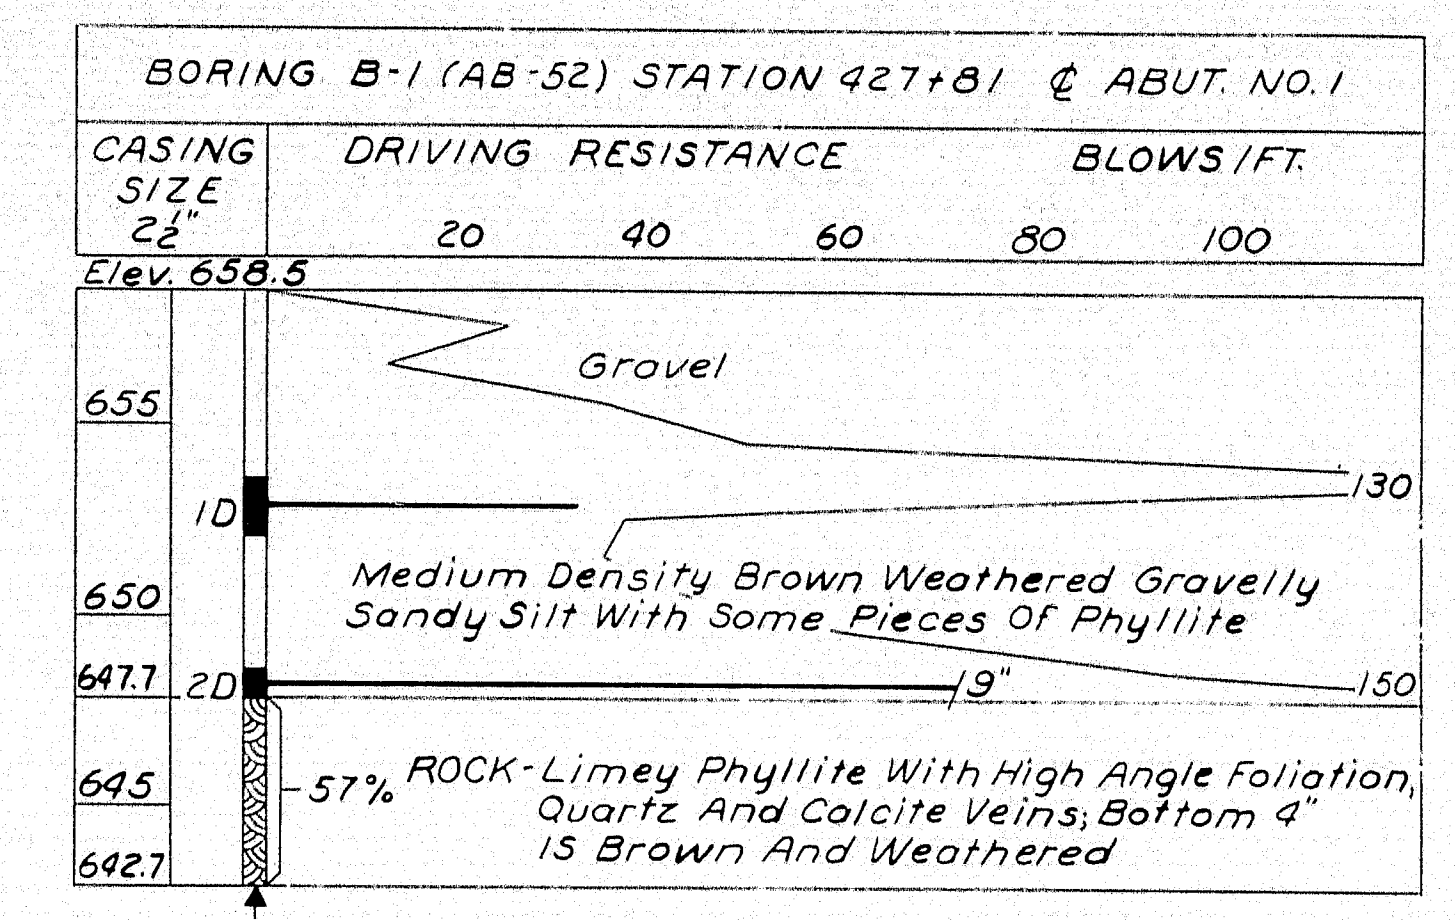 BORING B-1 (AB-52) STATION 427+81 ℄ ABUT. NO. 1
CASING SIZE 2½"
DRIVING RESISTANCE BLOWS/FT.
20 40 60 80 100
Elev. 658.5
Gravel
655
130
1D
Medium Density Brown Weathered Gravelly
650
Sandy Silt With Some Pieces Of Phyllite
647.7 2D 9" 150
ROCK-Limey Phyllite With High Angle Foliation,
645 57%
Quartz And Calcite Veins; Bottom 4"
IS Brown And Weathered
642.7